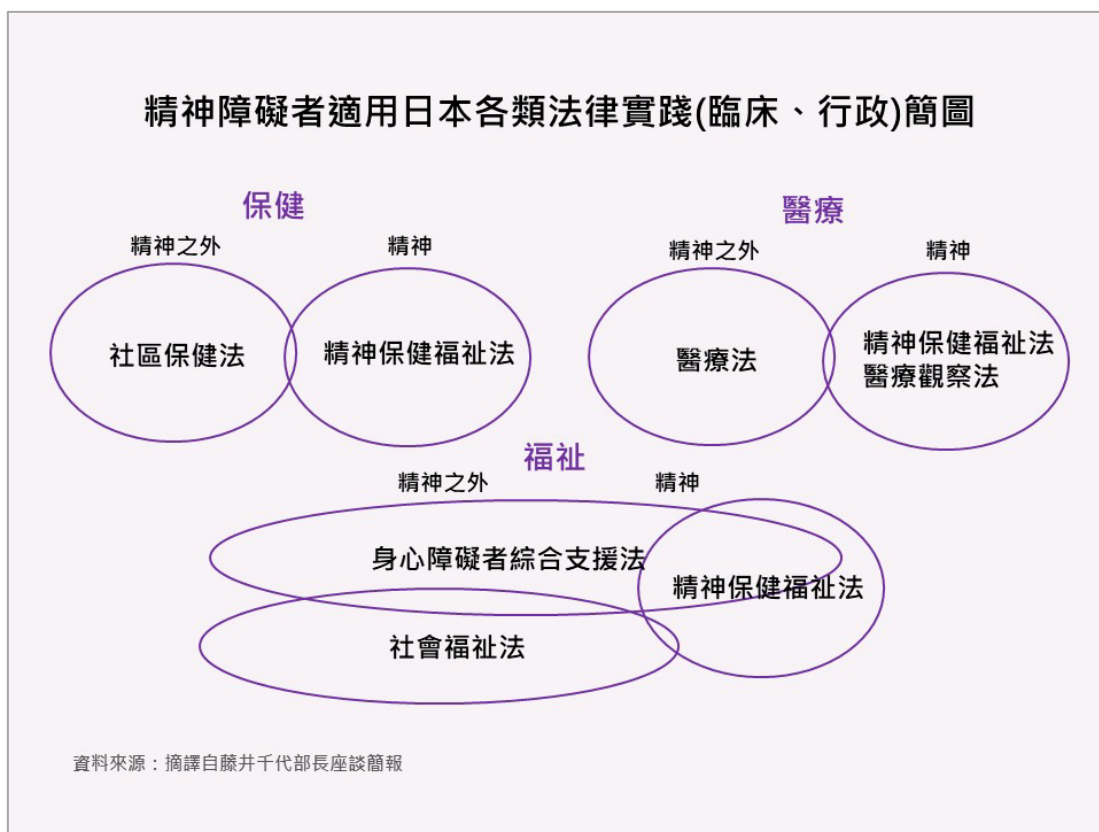 精神障礙者適用日本各類法律實踐(臨床、行政)簡圖
保健
精神之外
精神
社區保健法
精神保健福祉法
醫療
精神之外
精神
醫療法
精神保健福祉法
醫療觀察法
福祉
精神之外
精神
身心障礙者綜合支援法
精神保健福祉法
社會福祉法
資料來源：摘譯自藤井千代部長座談簡報